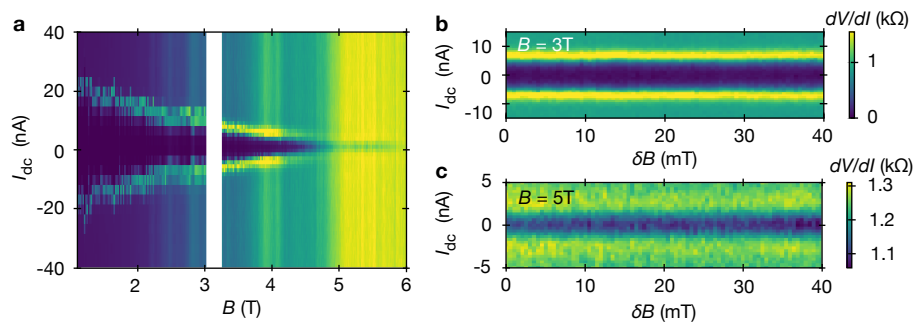 a
40
20
0
-20
-40
I_dc (nA)
2
3
4
5
6
B (T)
b
dV/dI (kΩ)
B = 3T
10
0
-10
I_dc (nA)
0
10
20
30
40
δB (mT)
1
0
c
dV/dI (kΩ)
B = 5T
5
0
-5
I_dc (nA)
0
10
20
30
40
δB (mT)
1.3
1.2
1.1